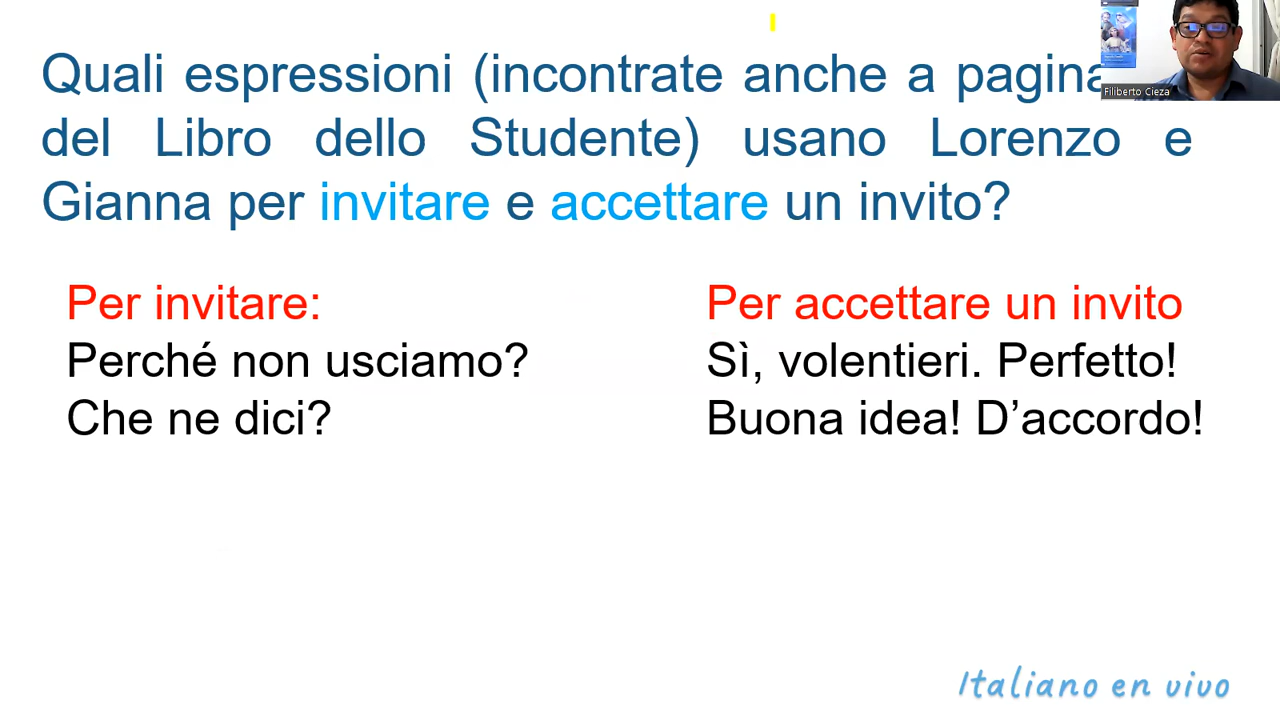 Quali espressioni (incontrate anche a pagina
del Libro dello Studente) usano Lorenzo e
Gianna per invitare e accettare un invito?
Filiberto Cieza
Per invitare:
Perché non usciamo?
Che ne dici?
Per accettare un invito
Sì, volentieri. Perfetto!
Buona idea! D’accordo!
Italiano en vivo